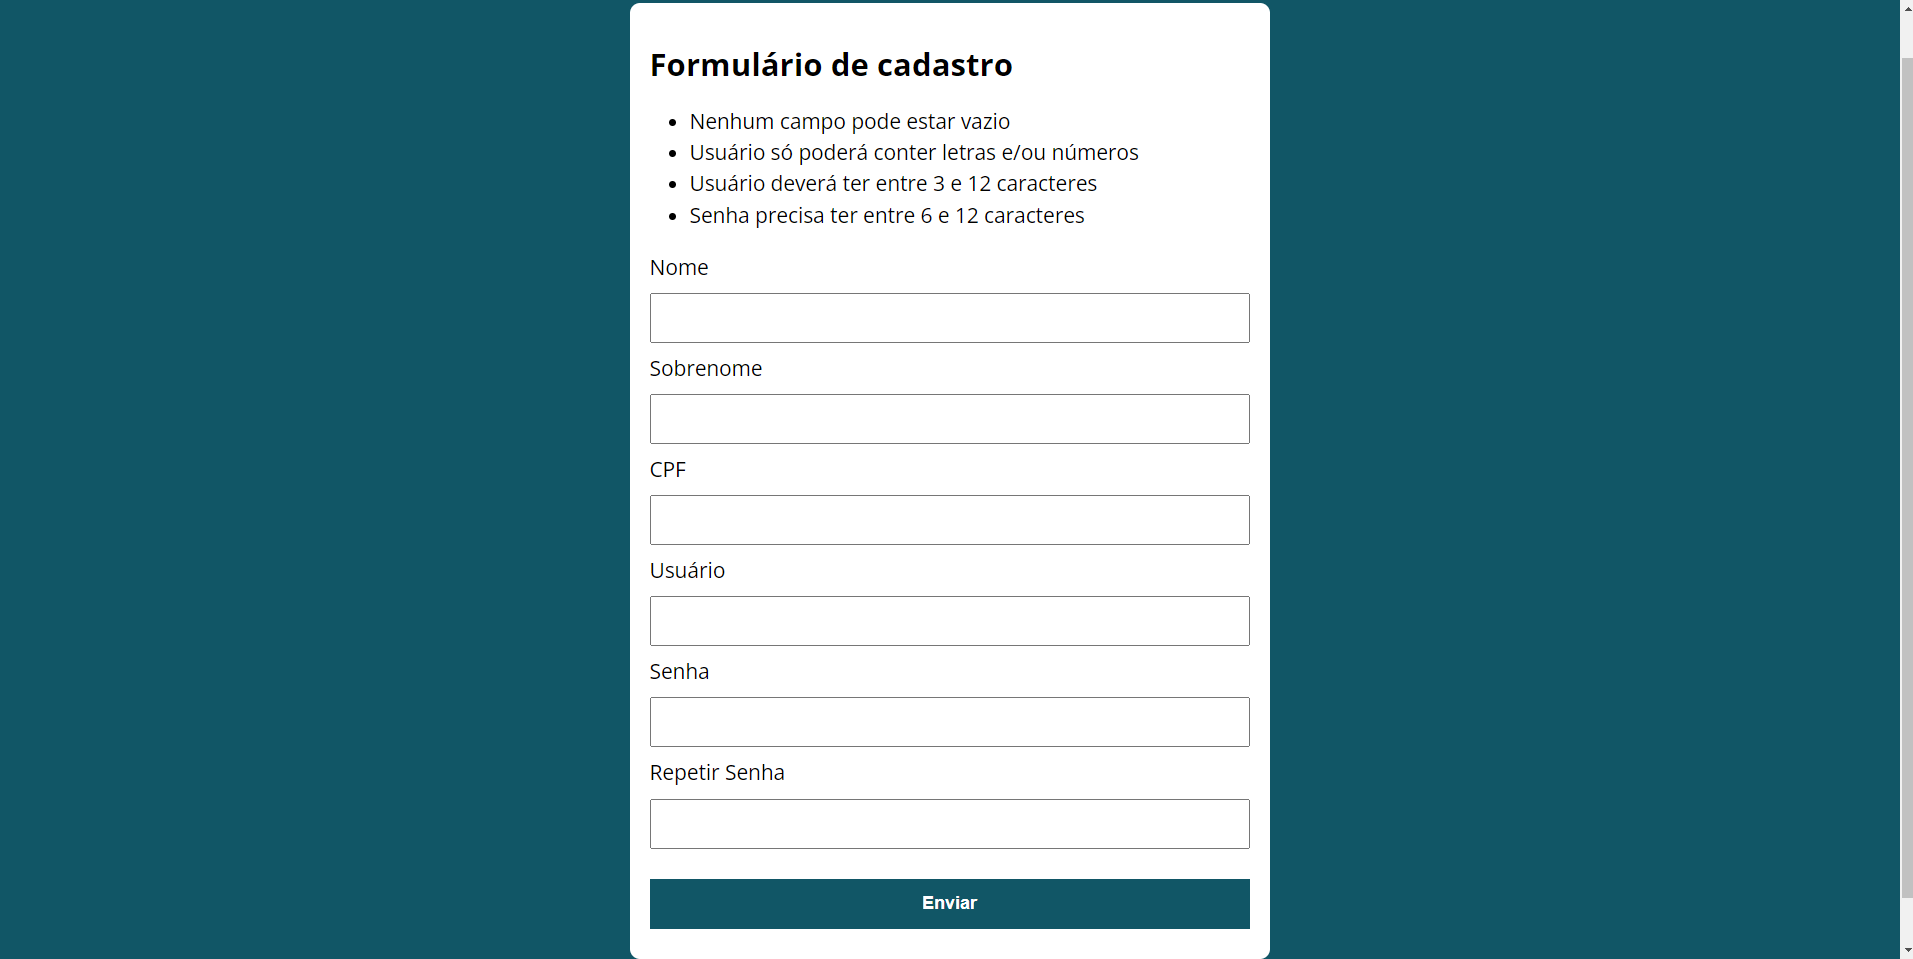 Formulário de cadastro
Nenhum campo pode estar vazio
Usuário só poderá conter letras e/ou números
Usuário deverá ter entre 3 e 12 caracteres
Senha precisa ter entre 6 e 12 caracteres
Nome
Sobrenome
CPF
Usuário
Senha
Repetir Senha
Enviar